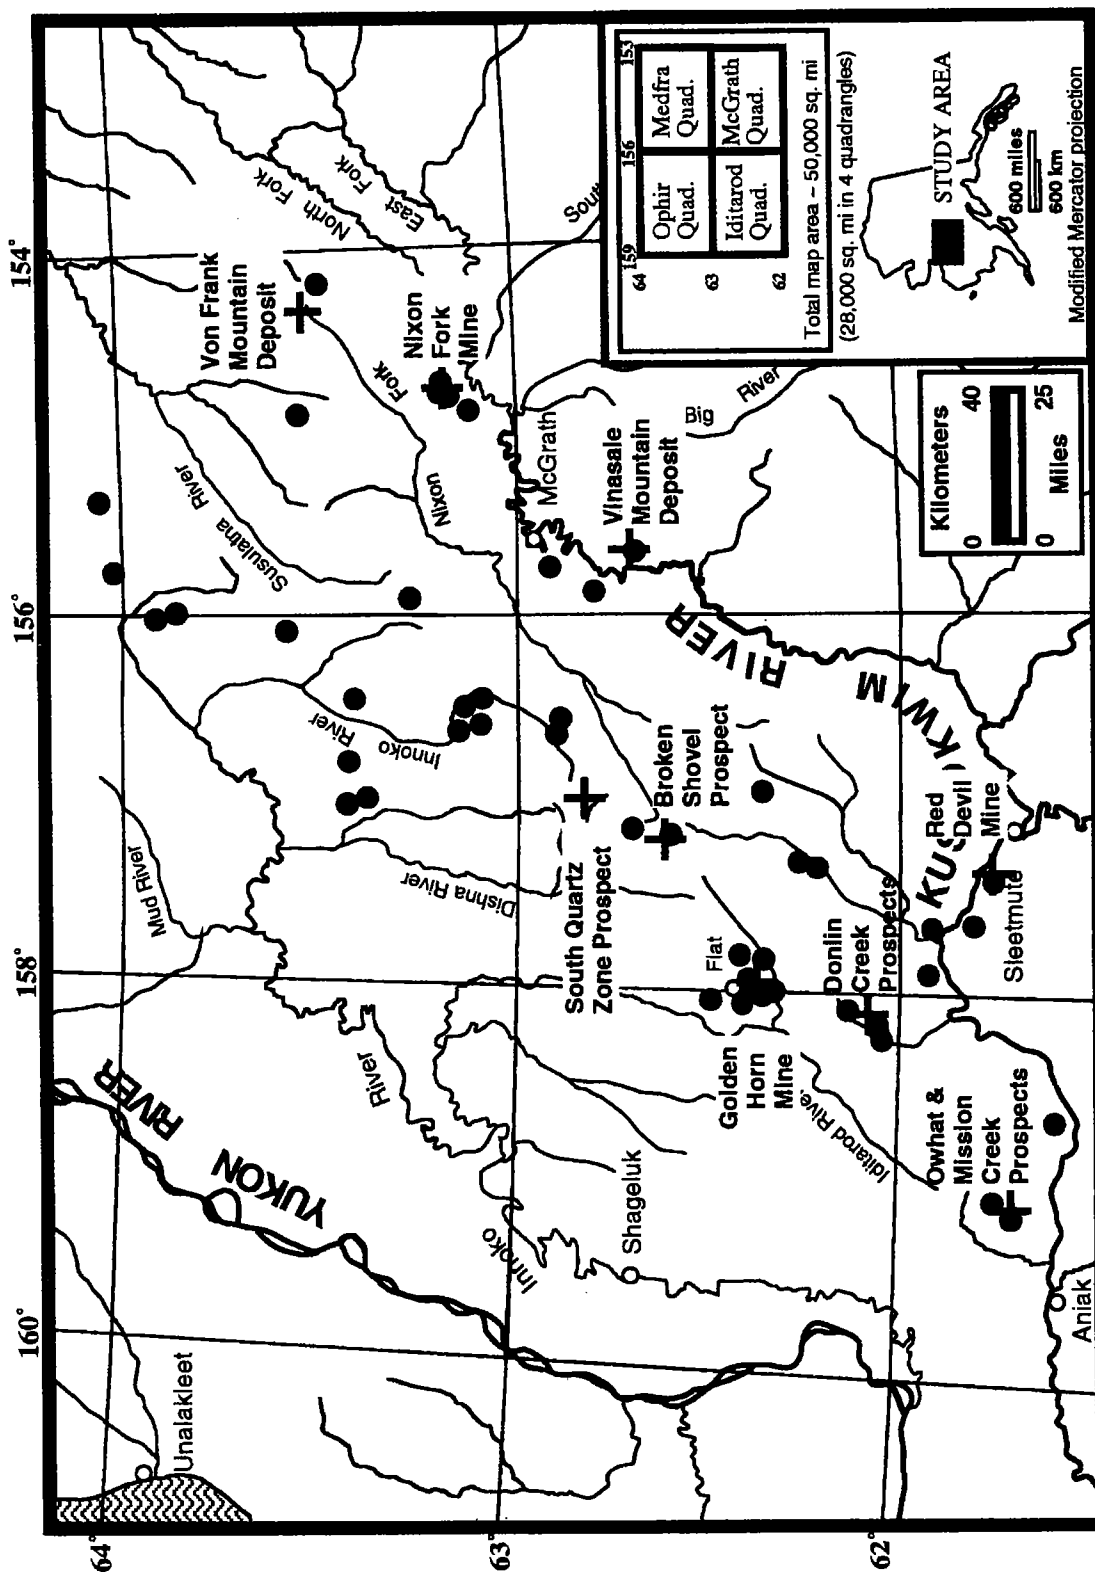 160°
158°
156°
154°
64°
63°
62°
Unalakleet
YUKON
RIVER
Mud River
Susulatna
River
Von Frank
Mountain
Deposit
North Fork
East
Fork
Nixon
Fork
Mine
Nixon
Fork
Innoko
River
Dishna River
River
Innoko
Shageluk
South Quartz
Zone Prospect
McGrath
Vinasale
Mountain
Deposit
Big
River
Broken
Shovel
Prospect
Flat
Golden
Horn
Mine
Iditarod Rive.
Donlin
Creek
Prospects
RIVER
KWIM
KUS
Red
Devil
Mine
Sleetmute
Owhat &
Mission
Creek
Prospects
Aniak
Kilometers
0 40
0 25
Miles
159 156 153
64
63
62
Ophir
Quad.
Medfra
Quad.
Iditarod
Quad.
McGrath
Quad.
Total map area ~ 50,000 sq. mi
(28,000 sq. mi in 4 quadrangles)
STUDY AREA
600 miles
600 km
Modified Mercator projection